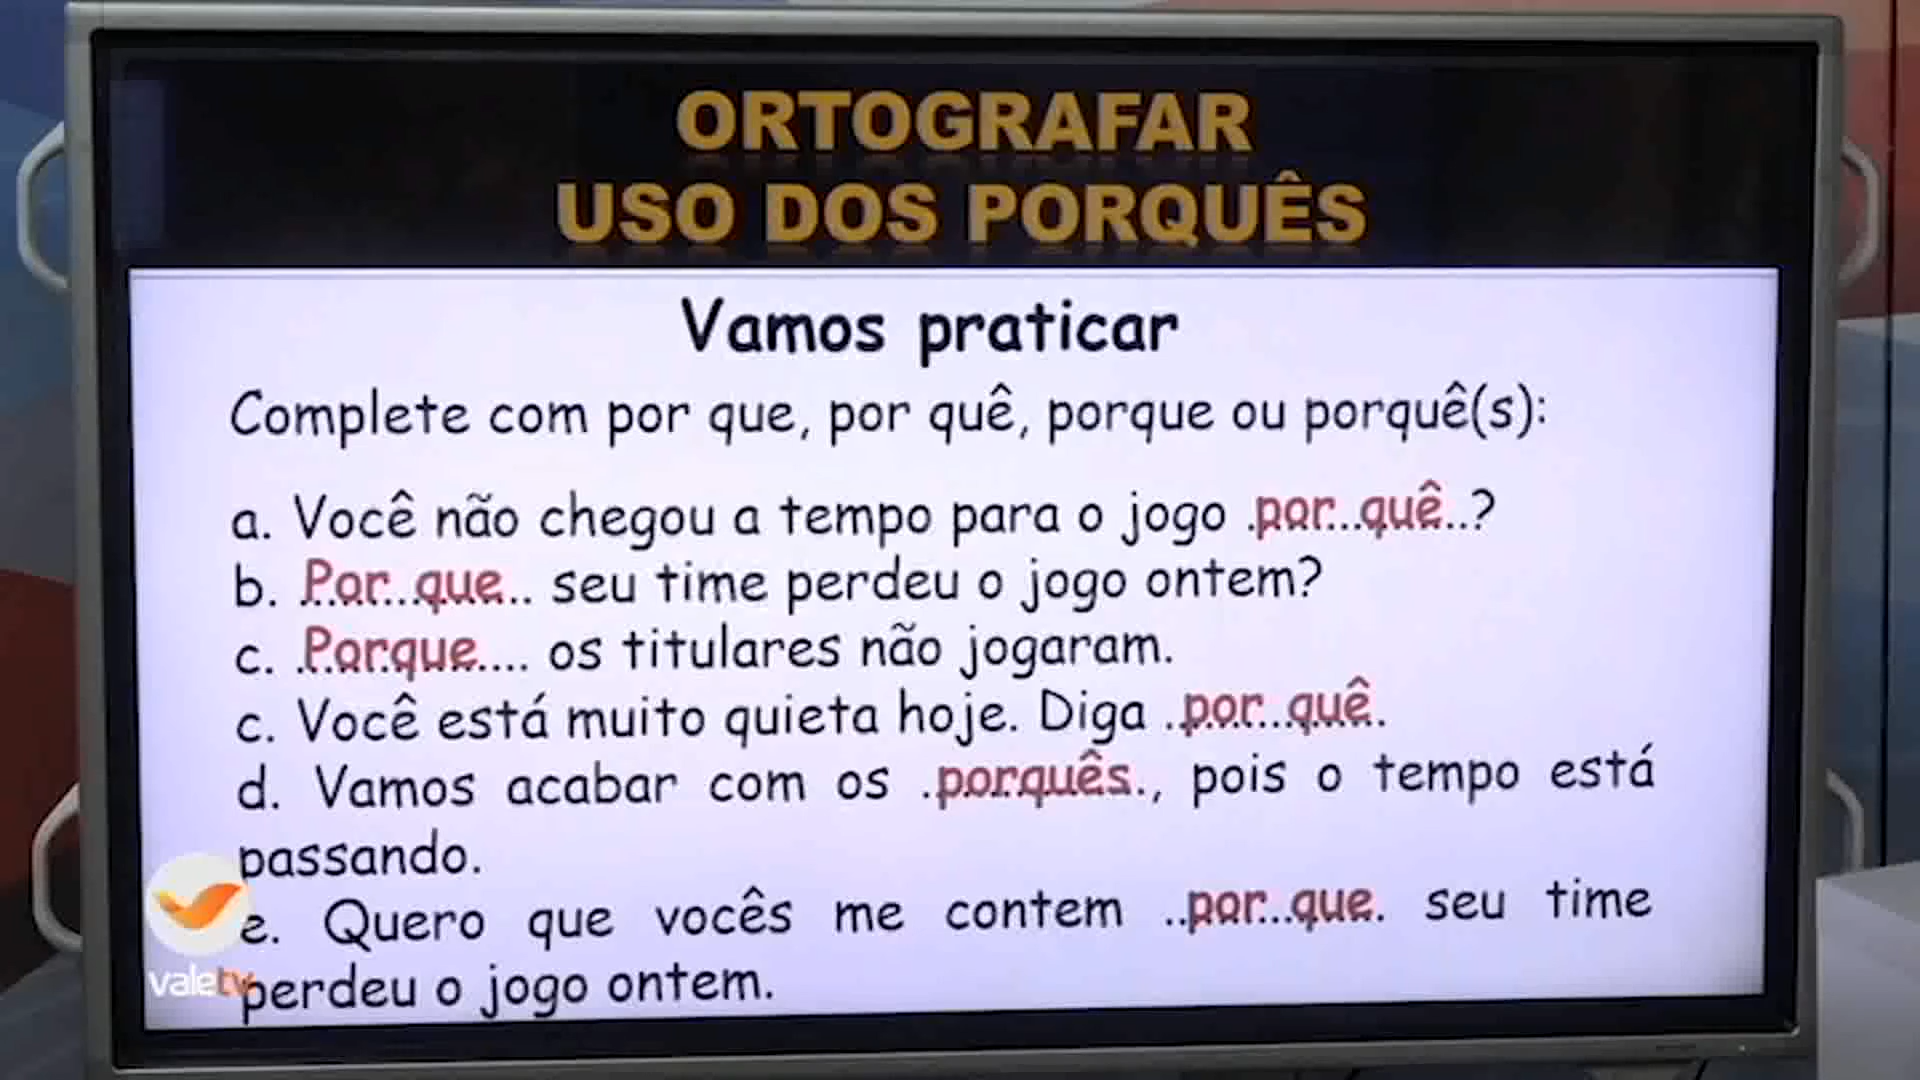 ORTOGRAFAR
USO DOS PORQUÊS
Vamos praticar
Complete com por que, por quê, porque ou porquê(s):
a. Você não chegou a tempo para o jogo .por...quê..?
b. Por que.. seu time perdeu o jogo ontem?
c. .Porque.... os titulares não jogaram.
c. Você está muito quieta hoje. Diga ..por...quê.
d. Vamos acabar com os .porquês., pois o tempo está
passando.
e. Quero que vocês me contem ..por...que. seu time
perdeu o jogo ontem.
valetv